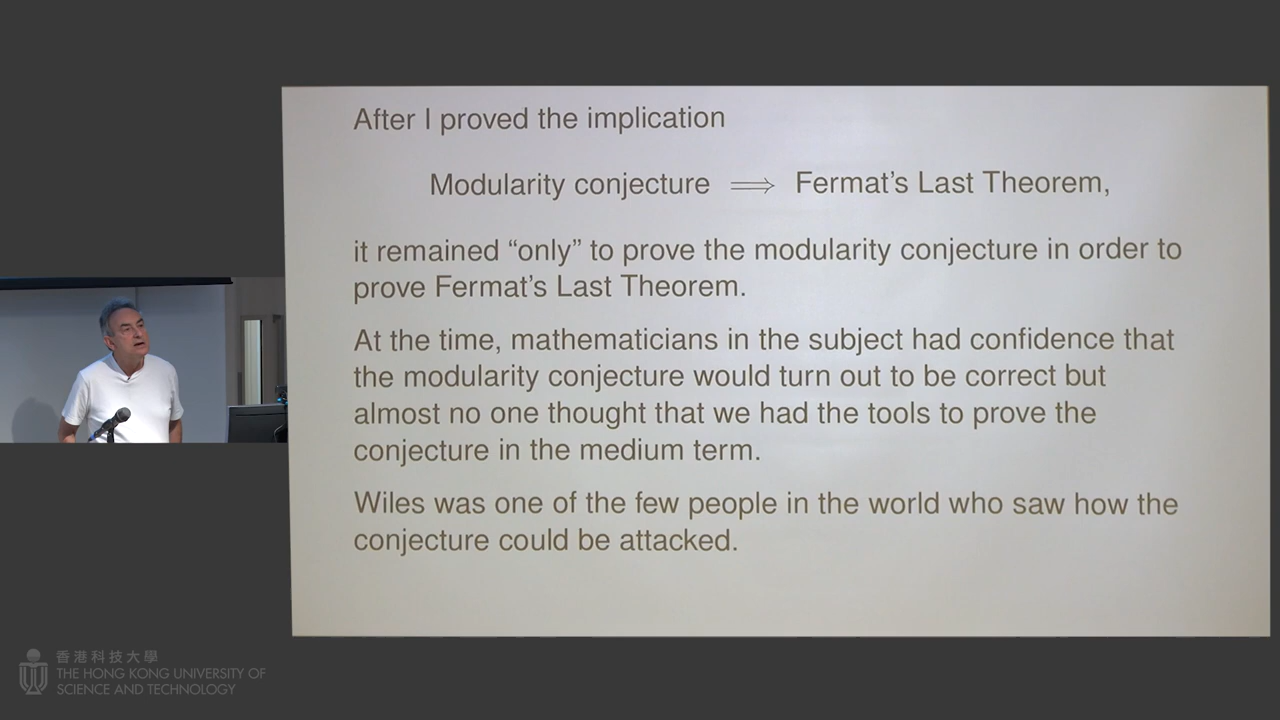 After I proved the implication
Modularity conjecture ⟹ Fermat's Last Theorem,
it remained “only” to prove the modularity conjecture in order to
prove Fermat's Last Theorem.
At the time, mathematicians in the subject had confidence that
the modularity conjecture would turn out to be correct but
almost no one thought that we had the tools to prove the
conjecture in the medium term.
Wiles was one of the few people in the world who saw how the
conjecture could be attacked.
香港科技大學
THE HONG KONG UNIVERSITY OF
SCIENCE AND TECHNOLOGY